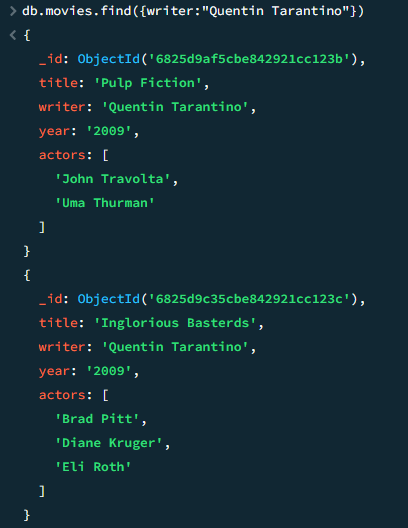 > db.movies.find({writer:"Quentin Tarantino"})
< {
_id: ObjectId('6825d9af5cbe842921cc123b'),
title: 'Pulp Fiction',
writer: 'Quentin Tarantino',
year: '2009',
actors: [
'John Travolta',
'Uma Thurman'
]
}
{
_id: ObjectId('6825d9c35cbe842921cc123c'),
title: 'Inglorious Basterds',
writer: 'Quentin Tarantino',
year: '2009',
actors: [
'Brad Pitt',
'Diane Kruger',
'Eli Roth'
]
}